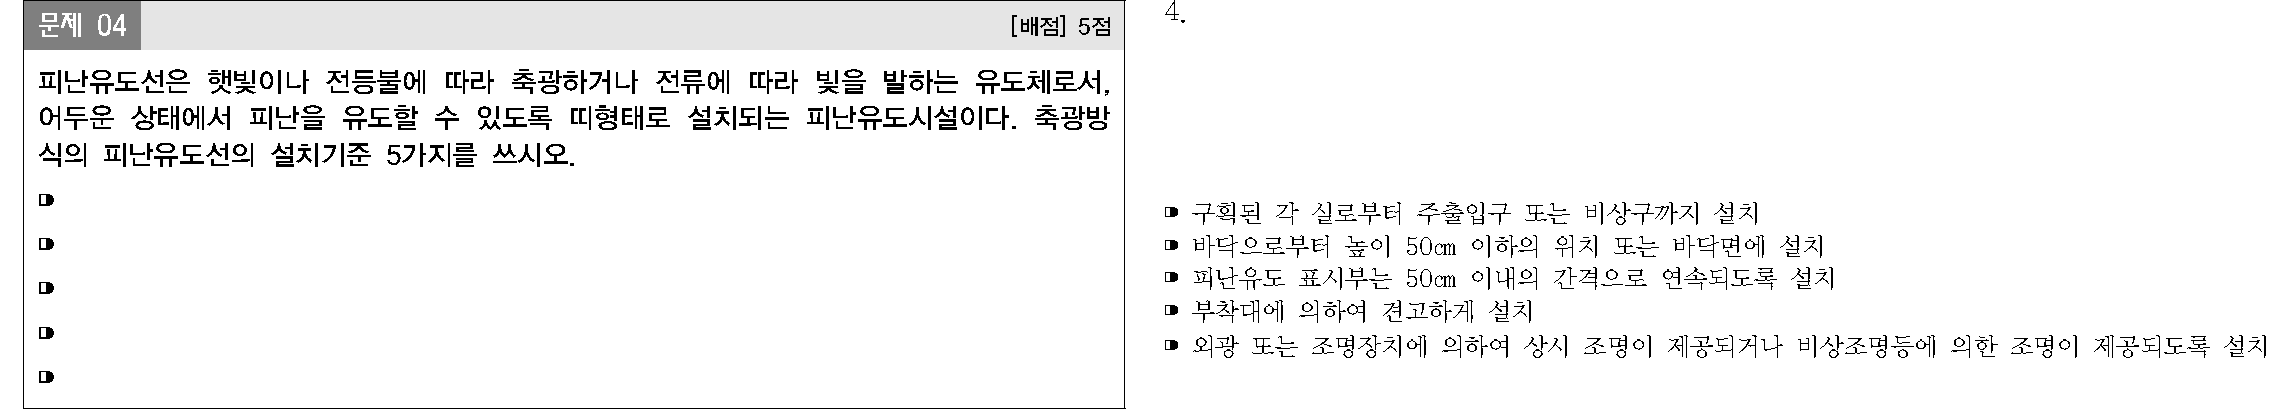 문제 04
[배점] 5점
피난유도선은 햇빛이나 전등불에 따라 축광하거나 전류에 따라 빛을 발하는 유도체로서,
어두운 상태에서 피난을 유도할 수 있도록 띠형태로 설치되는 피난유도시설이다. 축광방
식의 피난유도선의 설치기준 5가지를 쓰시오.
4.
구획된 각 실로부터 주출입구 또는 비상구까지 설치
바닥으로부터 높이 50㎝ 이하의 위치 또는 바닥면에 설치
피난유도 표시부는 50㎝ 이내의 간격으로 연속되도록 설치
부착대에 의하여 견고하게 설치
외광 또는 조명장치에 의하여 상시 조명이 제공되거나 비상조명등에 의한 조명이 제공되도록 설치